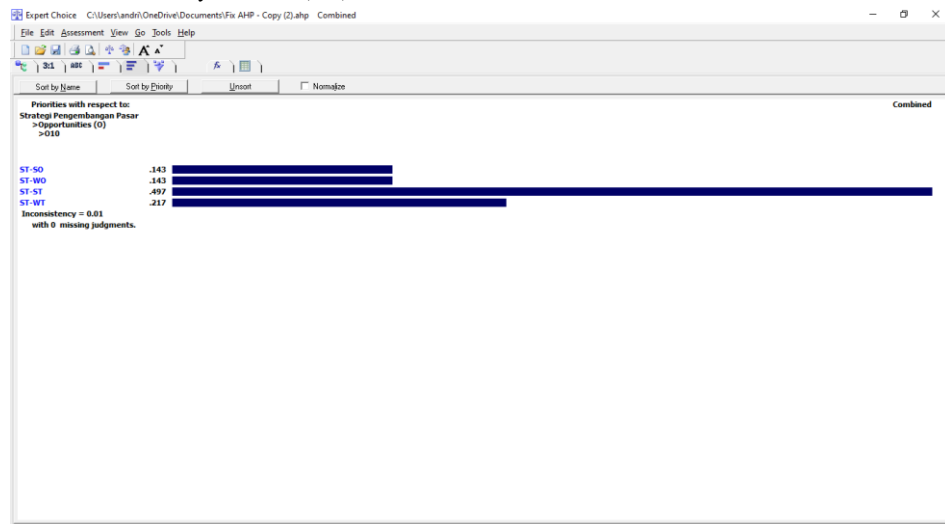 Expert Choice C:\Users\andri\OneDrive\Documents\Fix AHP - Copy (2).ahp Combined
File Edit Assessment View Go Tools Help
3:1 ABC
Sort by Name Sort by Priority Unsort Normalize
Priorities with respect to: Combined
Strategi Pengembangan Pasar
>Opportunities (O)
>O10
ST-SO .143
ST-WO .143
ST-ST .497
ST-WT .217
Inconsistency = 0.01
with 0 missing judgments.